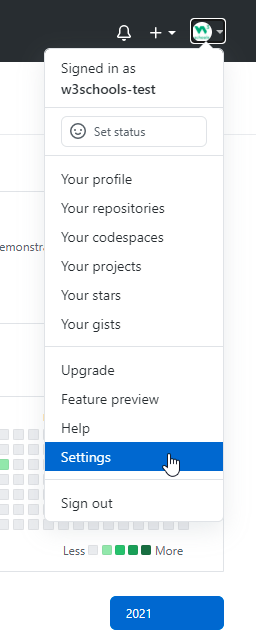 Signed in as
w3schools-test
Set status
Your profile
Your repositories
emonstra
Your codespaces
Your projects
Your stars
Your gists
Upgrade
Feature preview
Help
Settings
Sign out
Less More
2021